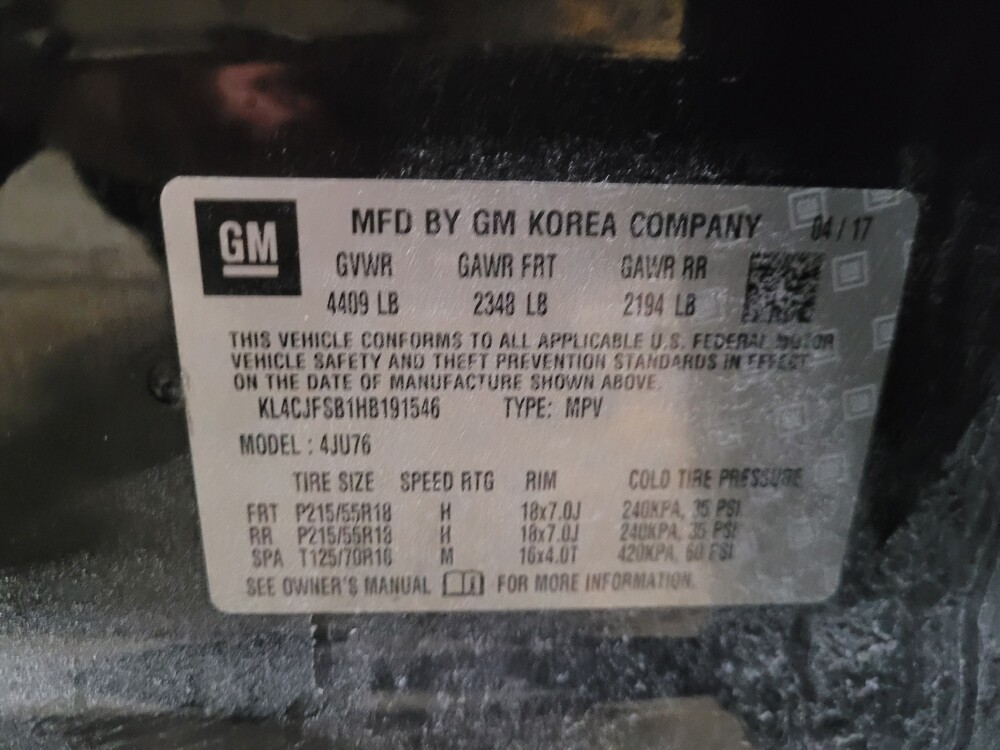 GM MFD BY GM KOREA COMPANY 04/17
GVWR GAWR FRT GAWR RR
4409 LB 2348 LB 2194 LB
THIS VEHICLE CONFORMS TO ALL APPLICABLE U.S. FEDERAL MOTOR
VEHICLE SAFETY AND THEFT PREVENTION STANDARDS IN EFFECT
ON THE DATE OF MANUFACTURE SHOWN ABOVE.
KL4CJFSB1HB191546 TYPE: MPV
MODEL : 4JU76
TIRE SIZE SPEED RTG RIM COLD TIRE PRESSURE
FRT P215/55R18 H 18x7.0J 240KPA, 35 PSI
RR P215/55R18 H 18x7.0J 240KPA, 35 PSI
SPA T125/70R16 M 16x4.0T 420KPA, 60 PSI
SEE OWNER'S MANUAL FOR MORE INFORMATION.